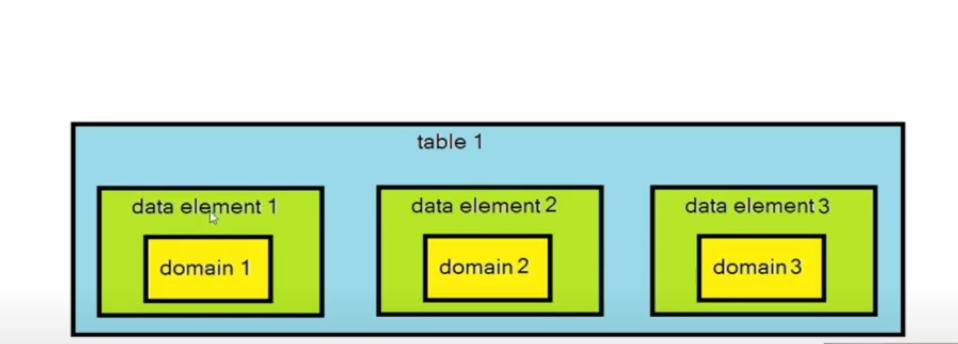 table 1
data element 1
data element 2
data element 3
domain 1
domain 2
domain 3